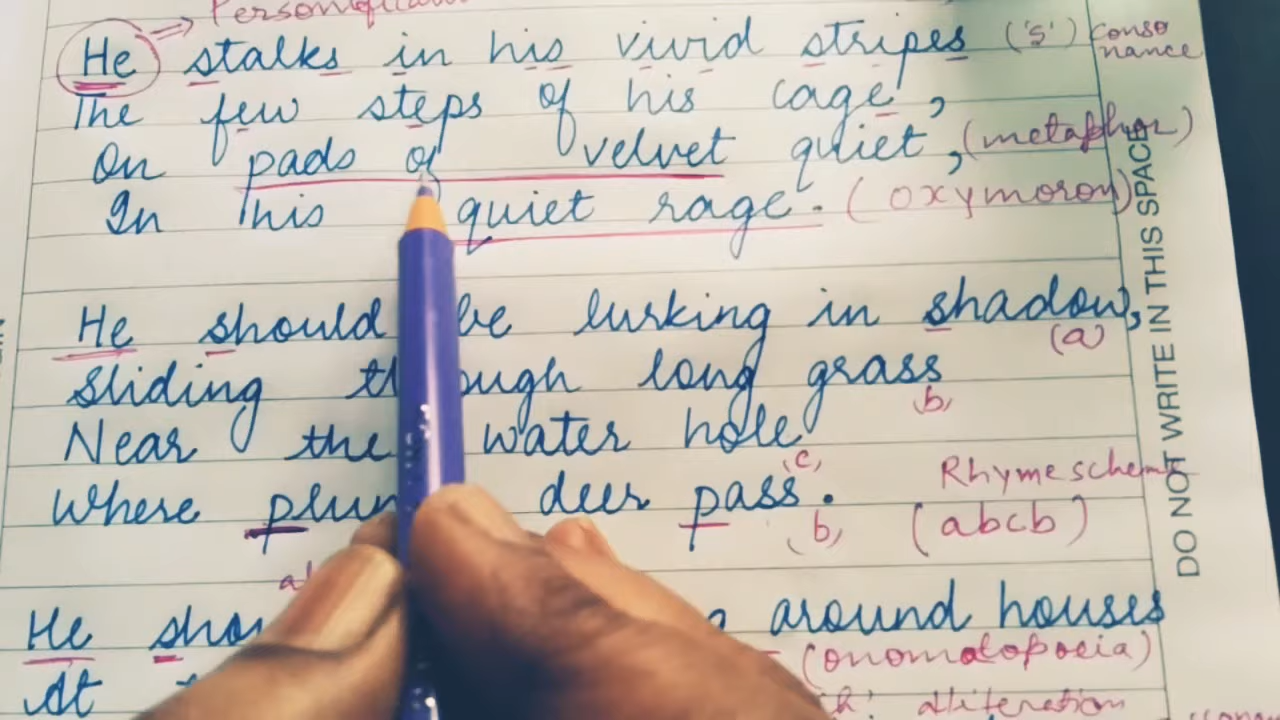 He stalks in his vivid stripes ('s') conso
nance
The few steps of his cage,
On pads of velvet quiet, (metaphor)
In his quiet rage. (oxymoron)
He should be lurking in shadow,
(a)
Sliding through long grass
b,
Near the water hole
c,
Where deer pass.
Rhyme scheme
b, (abcb)
He around houses
(onomatopoeia)
At
alliteration
DO NOT WRITE IN THIS SPACE